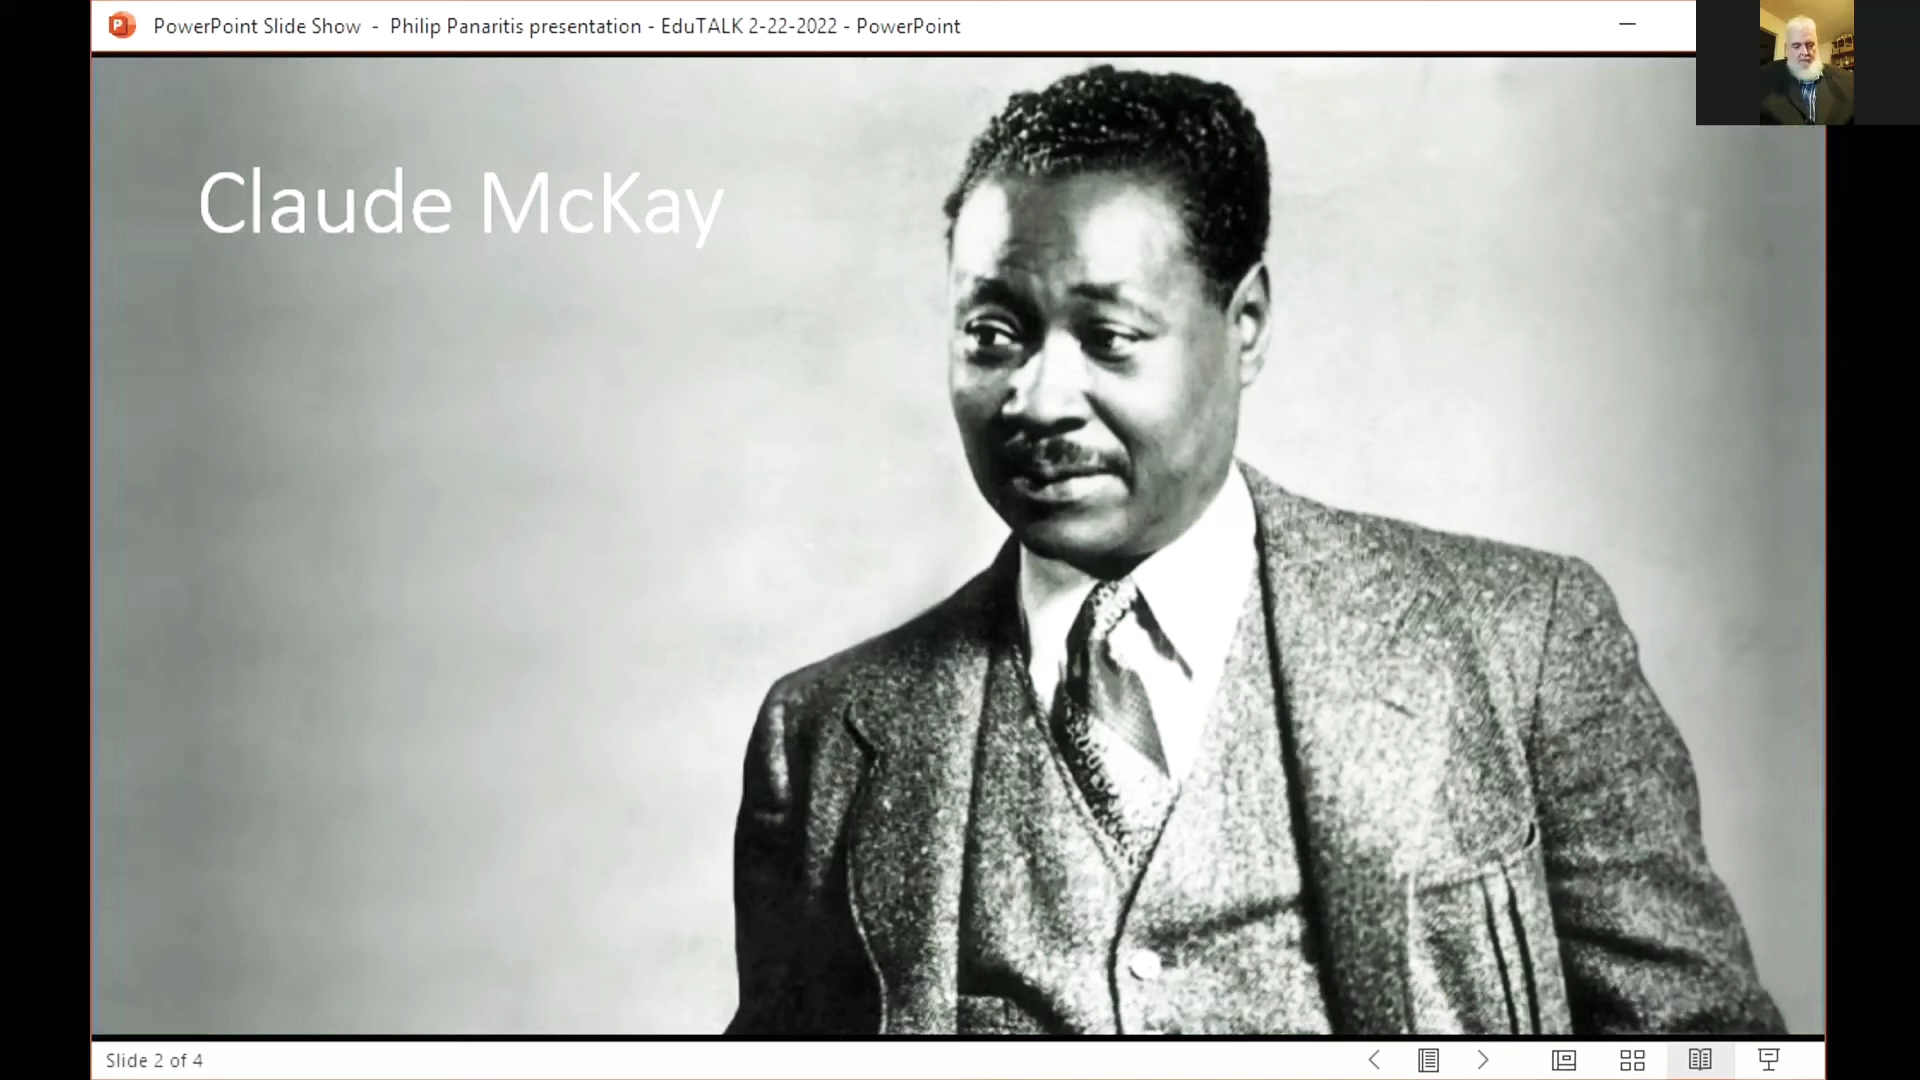 PowerPoint Slide Show - Philip Panaritis presentation - EduTALK 2-22-2022 - PowerPoint
Claude McKay
Slide 2 of 4